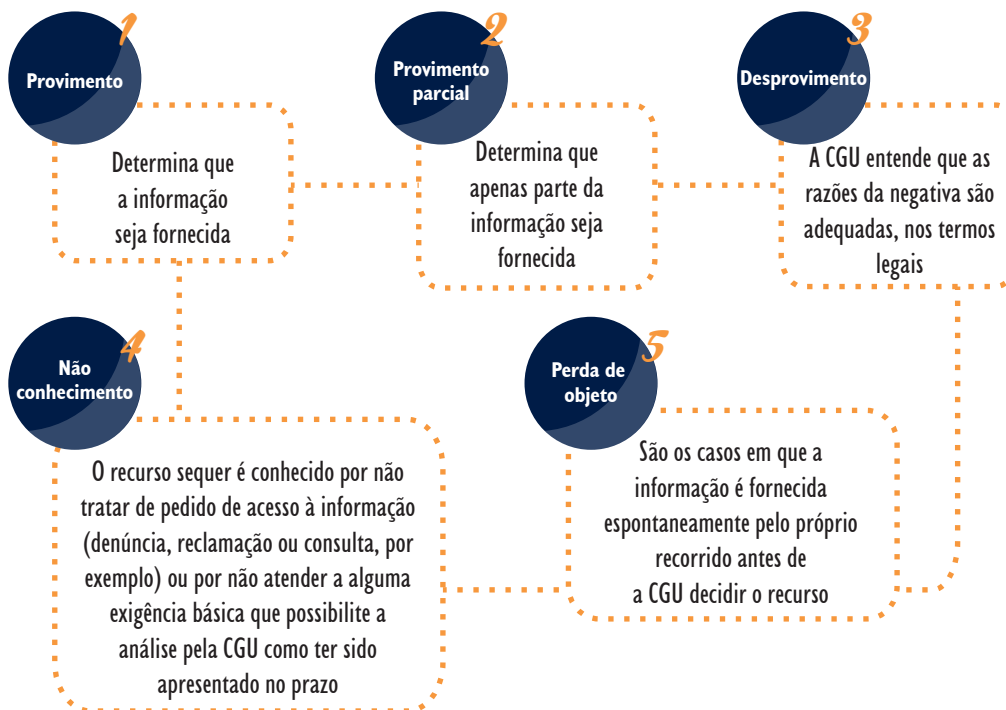 1
Provimento
Determina que
a informação
seja fornecida
2
Provimento
parcial
Determina que
apenas parte da
informação seja
fornecida
3
Desprovimento
A CGU entende que as
razões da negativa são
adequadas, nos termos
legais
4
Não
conhecimento
O recurso sequer é conhecido por não
tratar de pedido de acesso à informação
(denúncia, reclamação ou consulta, por
exemplo) ou por não atender a alguma
exigência básica que possibilite a
análise pela CGU como ter sido
apresentado no prazo
5
Perda de
objeto
São os casos em que a
informação é fornecida
espontaneamente pelo próprio
recorrido antes de
a CGU decidir o recurso